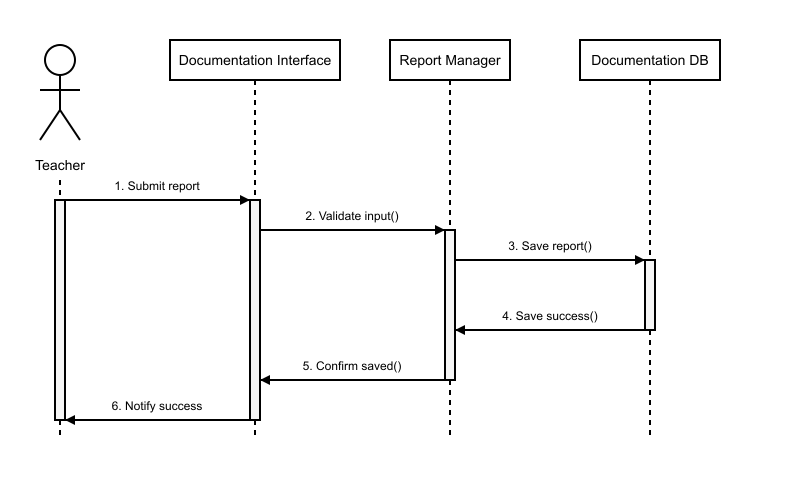 Documentation Interface
Report Manager
Documentation DB
Teacher
1. Submit report
2. Validate input()
3. Save report()
4. Save success()
5. Confirm saved()
6. Notify success